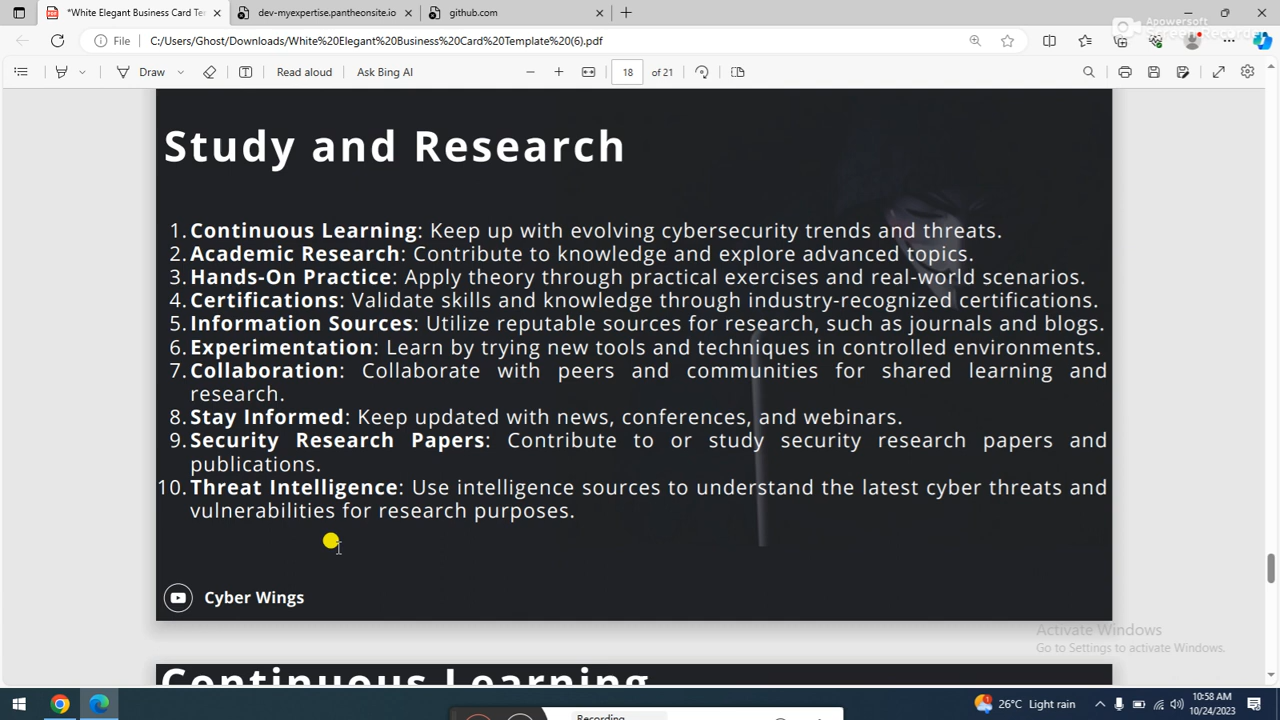 *White Elegant Business Card Ter
dev-myexpertise.pantheonsite.io
github.com
Apowersoft
Screen Recorder
File
C:/Users/Ghost/Downloads/White%20Elegant%20Business%20Card%20Template%20(6).pdf
Draw
Read aloud
Ask Bing AI
18
of 21
Study and Research
1. Continuous Learning: Keep up with evolving cybersecurity trends and threats.
2. Academic Research: Contribute to knowledge and explore advanced topics.
3. Hands-On Practice: Apply theory through practical exercises and real-world scenarios.
4. Certifications: Validate skills and knowledge through industry-recognized certifications.
5. Information Sources: Utilize reputable sources for research, such as journals and blogs.
6. Experimentation: Learn by trying new tools and techniques in controlled environments.
7. Collaboration: Collaborate with peers and communities for shared learning and
research.
8. Stay Informed: Keep updated with news, conferences, and webinars.
9. Security Research Papers: Contribute to or study security research papers and
publications.
10. Threat Intelligence: Use intelligence sources to understand the latest cyber threats and
vulnerabilities for research purposes.
Cyber Wings
Activate Windows
Go to Settings to activate Windows.
Continuous Learning
Recording
26°C Light rain
10:58 AM
10/24/2023